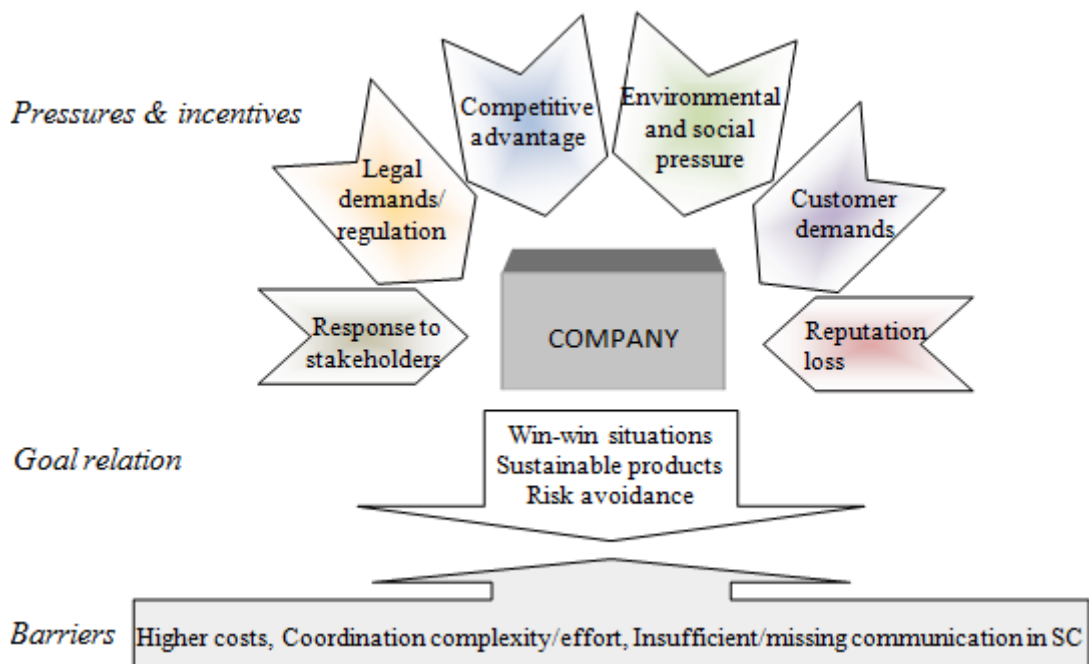 Pressures & incentives
Competitive
advantage
Environmental
and social
pressure
Legal
demands/
regulation
Customer
demands
Response to
stakeholders
COMPANY
Reputation
loss
Goal relation
Win-win situations
Sustainable products
Risk avoidance
Barriers
Higher costs, Coordination complexity/effort, Insufficient/missing communication in SC